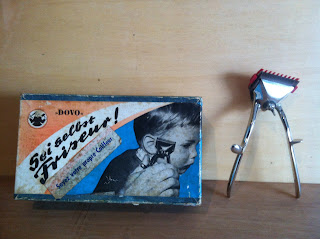 -DOVO-
Sei selbst
Friseur!
Soyez votre propre Coiffeur